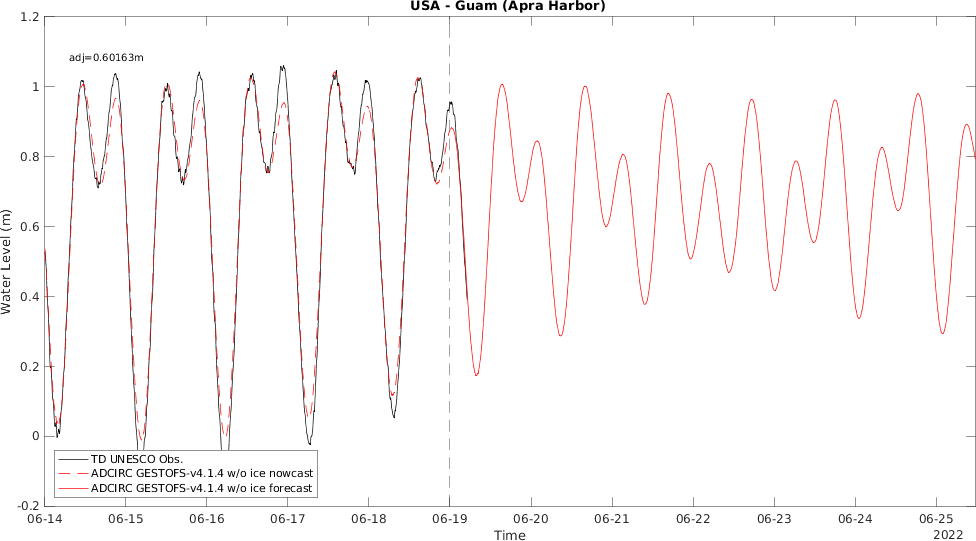 USA - Guam (Apra Harbor)
adj=0.60163m
Water Level (m)
1.2
1
0.8
0.6
0.4
0.2
0
-0.2
TD UNESCO Obs.
ADCIRC GESTOFS-v4.1.4 w/o ice nowcast
ADCIRC GESTOFS-v4.1.4 w/o ice forecast
06-14 06-15 06-16 06-17 06-18 06-19 06-20 06-21 06-22 06-23 06-24 06-25
Time
2022